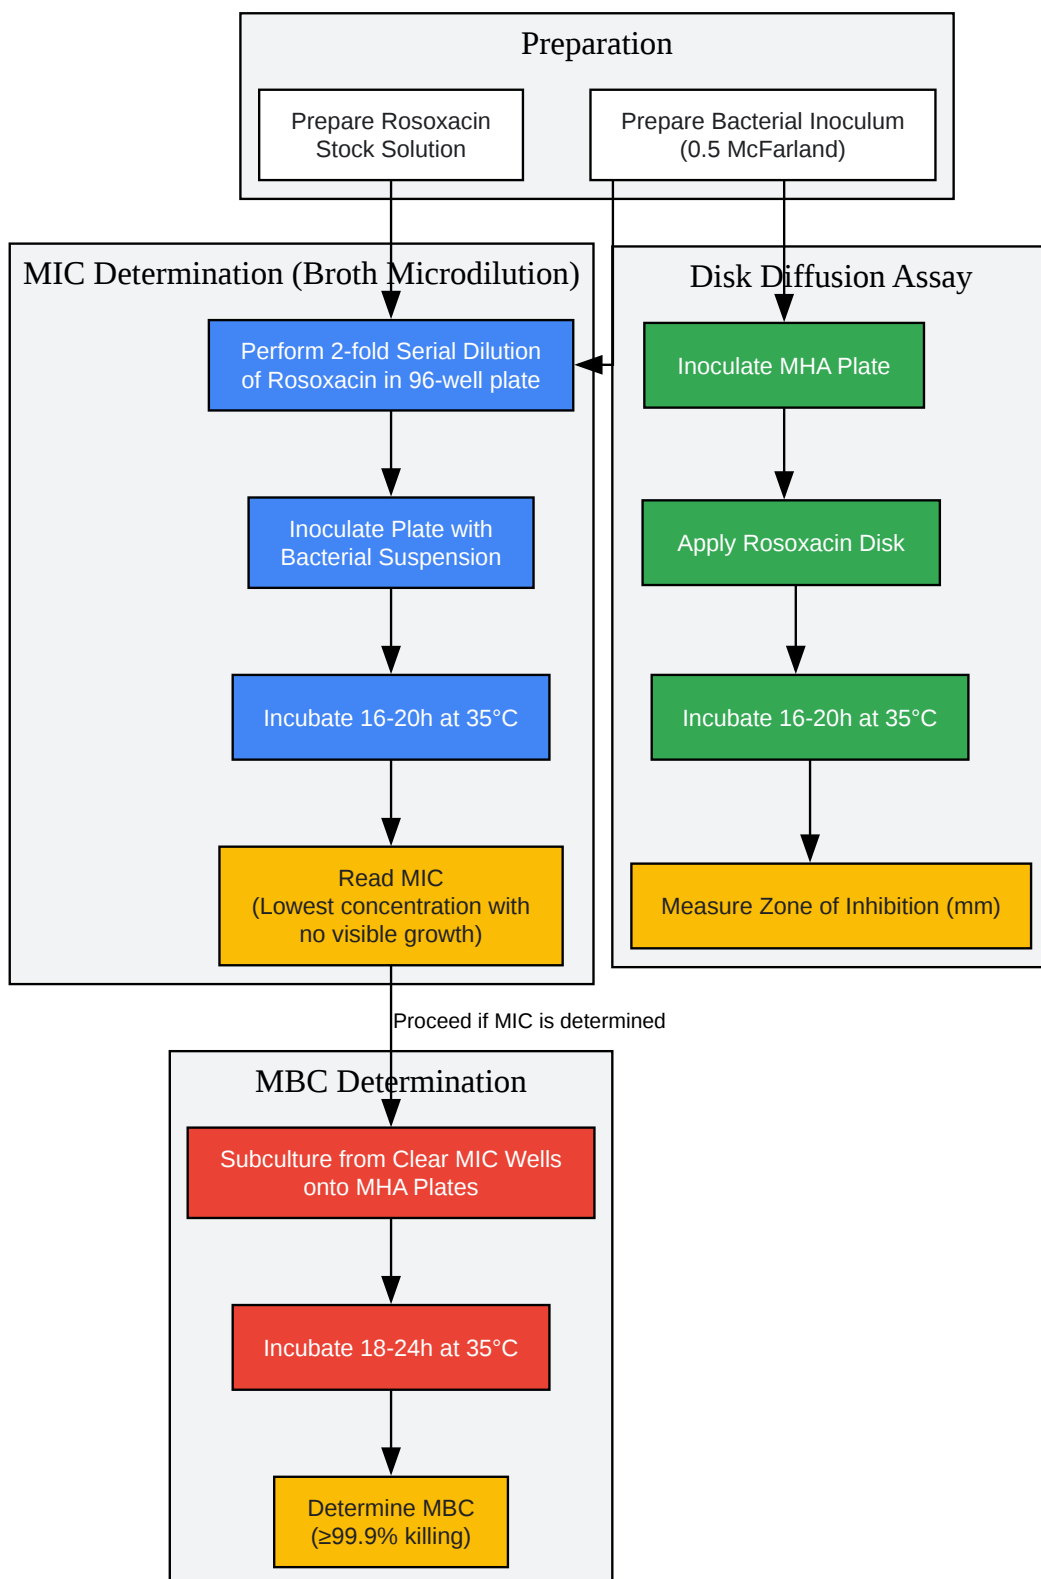 Preparation
Prepare Rosoxacin
Stock Solution
Prepare Bacterial Inoculum
(0.5 McFarland)
MIC Determination (Broth Microdilution)
Perform 2-fold Serial Dilution
of Rosoxacin in 96-well plate
Inoculate Plate with
Bacterial Suspension
Incubate 16-20h at 35°C
Read MIC
(Lowest concentration with
no visible growth)
Disk Diffusion Assay
Inoculate MHA Plate
Apply Rosoxacin Disk
Incubate 16-20h at 35°C
Measure Zone of Inhibition (mm)
Proceed if MIC is determined
MBC Determination
Subculture from Clear MIC Wells
onto MHA Plates
Incubate 18-24h at 35°C
Determine MBC
(≥99.9% killing)